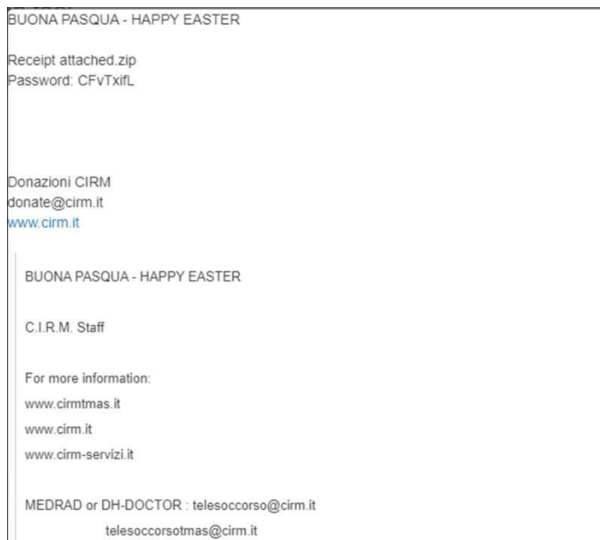 BUONA PASQUA - HAPPY EASTER
Receipt attached.zip
Password: CFvTxifL
Donazioni CIRM
donate@cirm.it
www.cirm.it
BUONA PASQUA - HAPPY EASTER
C.I.R.M. Staff
For more information:
www.cirmtmas.it
www.cirm.it
www.cirm-servizi.it
MEDRAD or DH-DOCTOR : telesoccorso@cirm.it
telesoccorsotmas@cirm.it